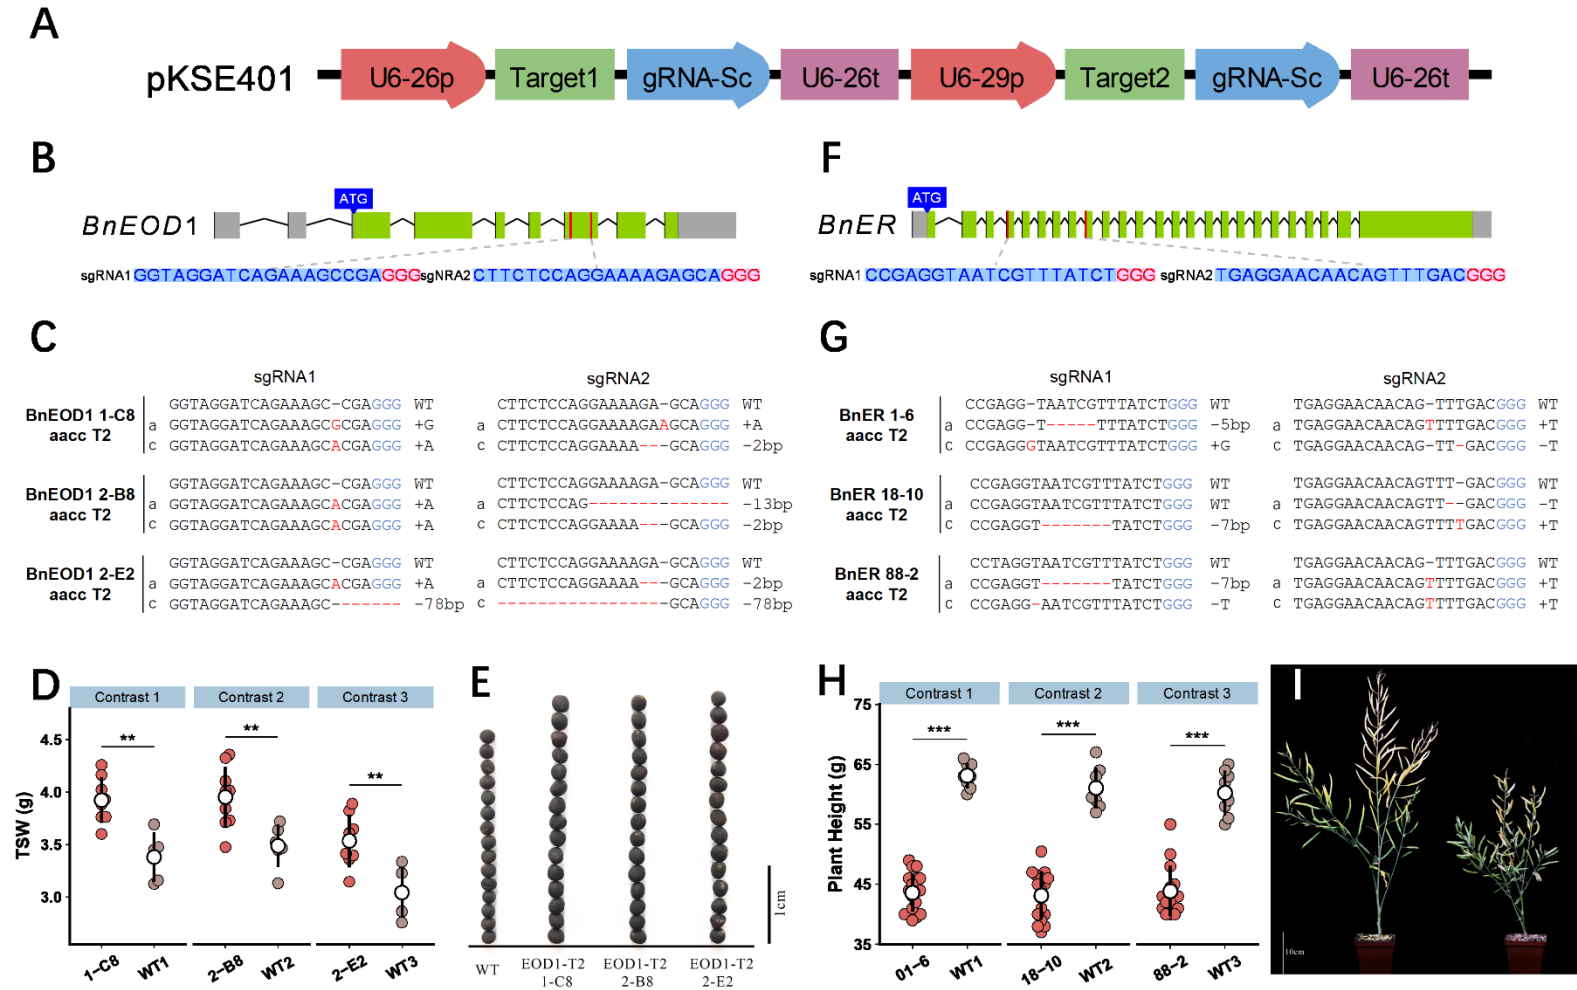 A
pKSE401 U6-26p Target1 gRNA-Sc U6-26t U6-29p Target2 gRNA-Sc U6-26t
B
ATG
BnEOD1
sgRNA1 GGTAGGATCAGAAAGCCGAGGG sgNRA2 CTTCTCCAGGAAAAGAGCAGGG
F
ATG
BnER
sgRNA1 CCGAGGTAATCGTTTATCTGGG sgRNA2 TGAGGAACAACAGTTTGACGGG
C
sgRNA1 sgRNA2
BnEOD1 1-C8
aacc T2
GGTAGGATCAGAAAGC-CGAGGG WT CTTCTCCAGGAAAAGA-GCAGGG WT
a GGTAGGATCAGAAAGCGCGAGGG +G a CTTCTCCAGGAAAAGAAGCAGGG +A
c GGTAGGATCAGAAAGCACGAGGG +A c CTTCTCCAGGAAAA---GCAGGG -2bp
BnEOD1 2-B8
aacc T2
GGTAGGATCAGAAAGC-CGAGGG WT CTTCTCCAGGAAAAGA-GCAGGG WT
a GGTAGGATCAGAAAGCACGAGGG +A a CTTCTCCAG-------------- -13bp
c GGTAGGATCAGAAAGCACGAGGG +A c CTTCTCCAGGAAAA---GCAGGG -2bp
BnEOD1 2-E2
aacc T2
GGTAGGATCAGAAAGC-CGAGGG WT CTTCTCCAGGAAAAGA-GCAGGG WT
a GGTAGGATCAGAAAGCACGAGGG +A a CTTCTCCAGGAAAA---GCAGGG -2bp
c GGTAGGATCAGAAAGC------- -78bp c -----------------GCAGGG -78bp
G
sgRNA1 sgRNA2
BnER 1-6
aacc T2
CCGAGG-TAATCGTTTATCTGGG WT TGAGGAACAACAG-TTTGACGGG WT
a CCGAGG-T-----TTTATCTGGG -5bp a TGAGGAACAACAGTTTTGACGGG +T
c CCGAGGGTAATCGTTTATCTGGG +G c TGAGGAACAACAG-TT-GACGGG -T
BnER 18-10
aacc T2
CCGAGGTAATCGTTTATCTGGG WT TGAGGAACAACAGTTT-GACGGG WT
a CCGAGGTAATCGTTTATCTGGG WT a TGAGGAACAACAGTT--GACGGG -T
c CCGAGGT-------TATCTGGG -7bp c TGAGGAACAACAGTTTTGACGGG +T
BnER 88-2
aacc T2
CCTAGGTAATCGTTTATCTGGG WT TGAGGAACAACAG-TTTGACGGG WT
a CCGAGGT-------TATCTGGG -7bp a TGAGGAACAACAGTTTTGACGGG +T
c CCGAGG-AATCGTTTATCTGGG -T c TGAGGAACAACAGTTTTGACGGG +T
D
Contrast 1 Contrast 2 Contrast 3
TSW (g)
4.5
4.0
3.5
3.0
** ** **
1-C8 WT1 2-B8 WT2 2-E2 WT3
E
1cm
WT EOD1-T2 EOD1-T2 EOD1-T2
1-C8 2-B8 2-E2
H
Contrast 1 Contrast 2 Contrast 3
Plant Height (g)
75
65
55
45
35
*** *** ***
01-6 WT1 18-10 WT2 88-2 WT3
I
10cm